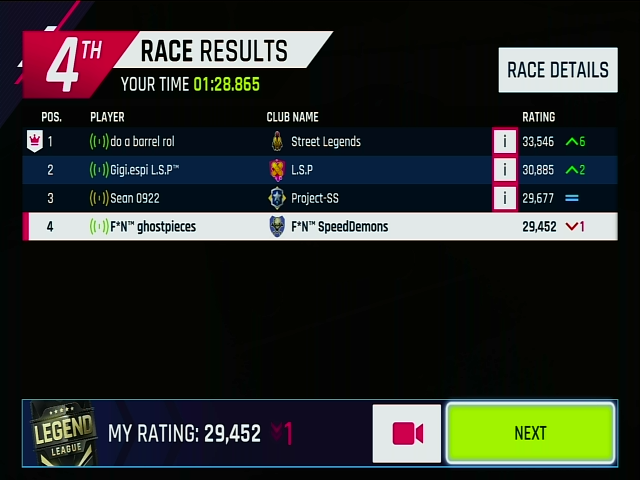 4TH
RACE RESULTS
YOUR TIME 01:28.865
RACE DETAILS
POS. PLAYER CLUB NAME RATING
1 do a barrel rol Street Legends i 33,546 6
2 Gigi.espi L.S.P™ L.S.P i 30,885 2
3 Sean 0922 Project-SS i 29,677 =
4 F*N™ ghostpieces F*N™ SpeedDemons 29,452 1
LEGEND
LEAGUE
MY RATING: 29,452 1
NEXT